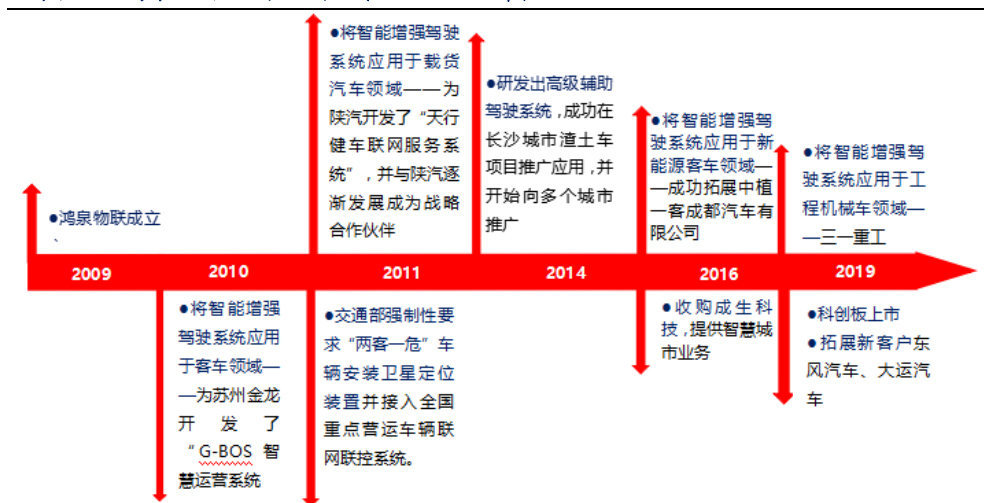 ●鸿泉物联成立
、
●将智能增强驾驶
系统应用于载货
汽车领域——为
陕汽开发了“天行
健车联网服务系
统”，并与陕汽逐
渐发展成为战略
合作伙伴
●研发出高级辅助
驾驶系统，成功在
长沙城市渣土车
项目推广应用，并
开始向多个城市
推广
●将智能增强驾
驶系统应用于新
能源客车领域—
—成功拓展中植
一客成都汽车有
限公司
●将智能增强驾
驶系统应用于工
程机械车领域—
—三一重工
2009 2010 2011 2014 2016 2019
●将智能增强
驾驶系统应用
于客车领域—
—为苏州金龙
开发了
“G-BOS 智
慧运营系统
●交通部强制性要
求“两客一危”车
辆安装卫星定位
装置并接入全国
重点营运车辆联
网联控系统。
●收购成生科
技，提供智慧城
市业务
●科创板上市
●拓展新客户东
风汽车、大运汽
车